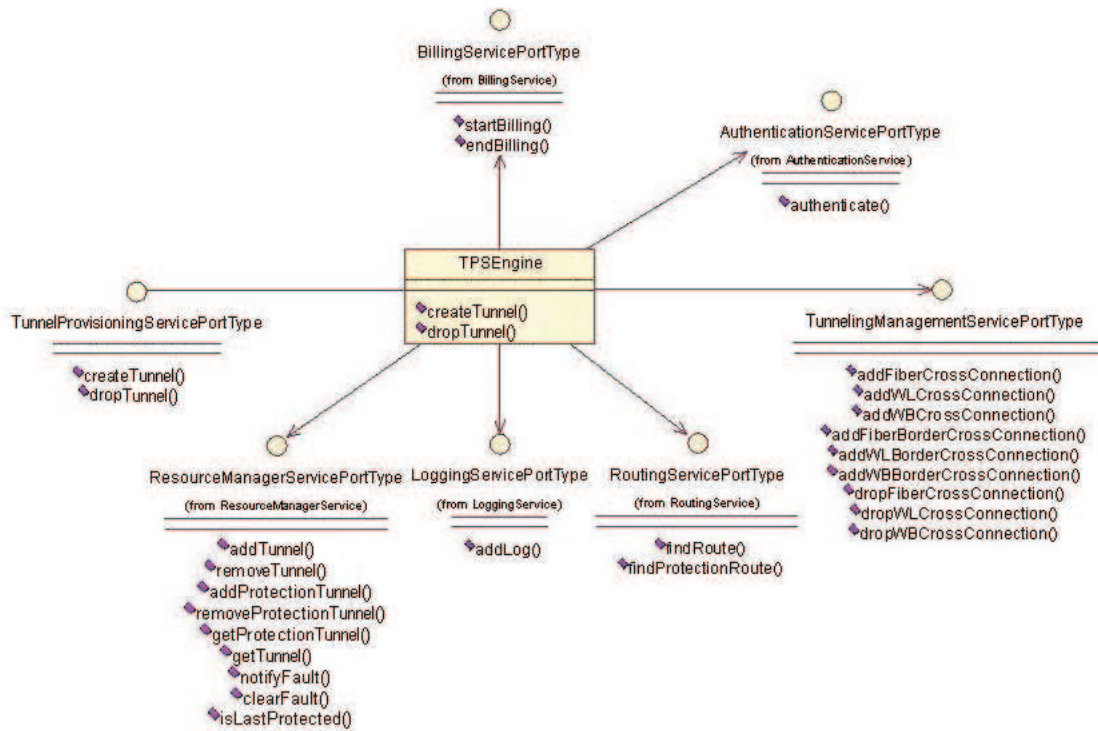 BillingServicePortType
(from BillingService)
startBilling()
endBilling()
AuthenticationServicePortType
(from AuthenticationService)
authenticate()
TPSEngine
createTunnel()
dropTunnel()
TunnelProvisioningServicePortType
createTunnel()
dropTunnel()
TunnelingManagementServicePortType
addFiberCrossConnection()
addWLCrossConnection()
addWBCrossConnection()
addFiberBorderCrossConnection()
addWLBorderCrossConnection()
addWBBorderCrossConnection()
dropFiberCrossConnection()
dropWLCrossConnection()
dropWBCrossConnection()
ResourceManagerServicePortType
(from ResourceManagerService)
addTunnel()
removeTunnel()
addProtectionTunnel()
removeProtectionTunnel()
getProtectionTunnel()
getTunnel()
notifyFault()
clearFault()
isLastProtected()
LoggingServicePortType
(from LoggingService)
addLog()
RoutingServicePortType
(from RoutingService)
findRoute()
findProtectionRoute()